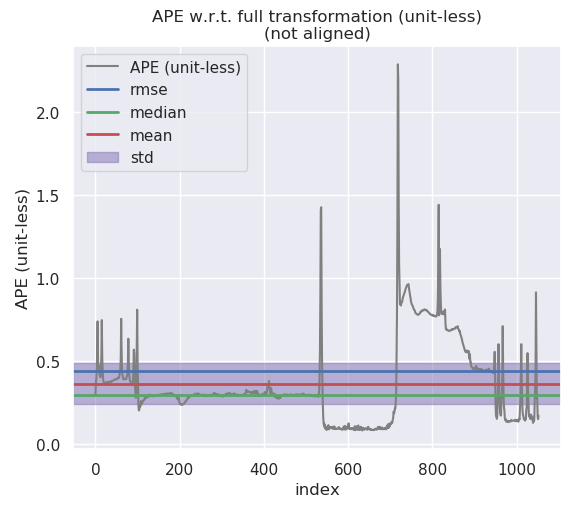 APE w.r.t. full transformation (unit-less)
(not aligned)
APE (unit-less)
rmse
median
mean
std
APE (unit-less)
2.0
1.5
1.0
0.5
0.0
0 200 400 600 800 1000
index